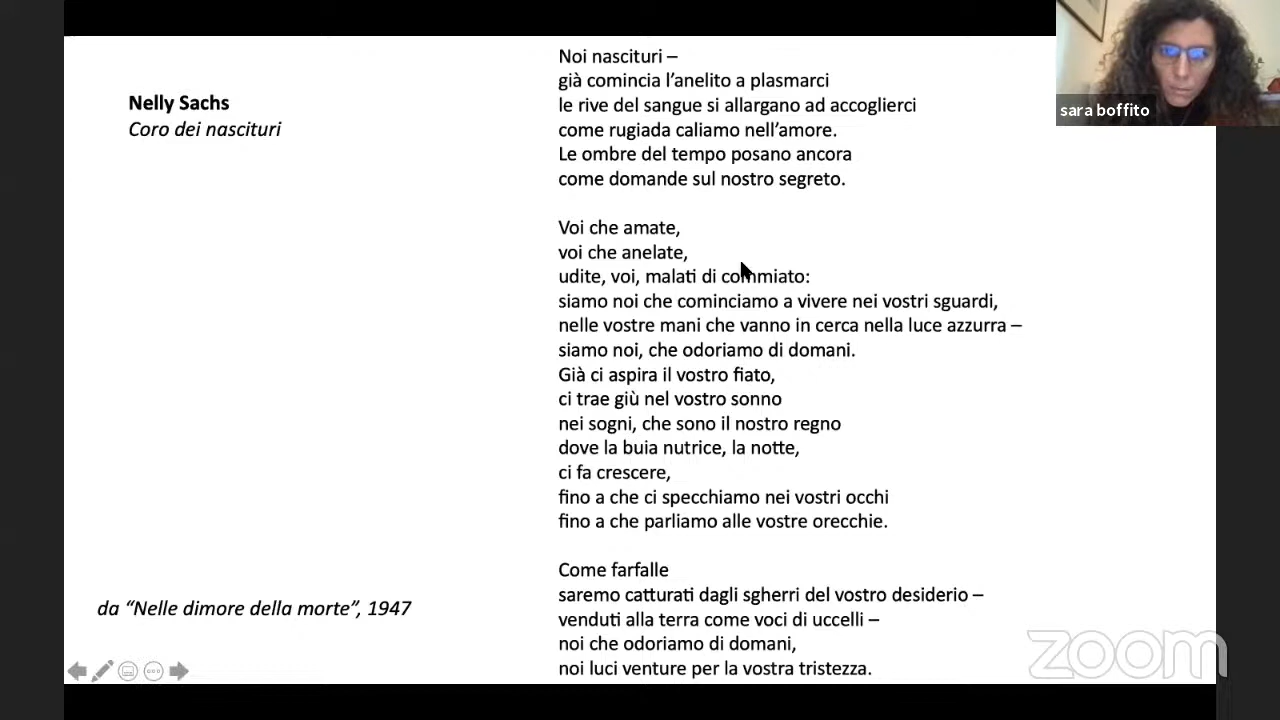 Nelly Sachs
Coro dei nascituri
Noi nascituri –
già comincia l’anelito a plasmarci
le rive del sangue si allargano ad accoglierci
come rugiada caliamo nell’amore.
Le ombre del tempo posano ancora
come domande sul nostro segreto.
Voi che amate,
voi che anelate,
udite, voi, malati di commiato:
siamo noi che cominciamo a vivere nei vostri sguardi,
nelle vostre mani che vanno in cerca nella luce azzurra –
siamo noi, che odoriamo di domani.
Già ci aspira il vostro fiato,
ci trae giù nel vostro sonno
nei sogni, che sono il nostro regno
dove la buia nutrice, la notte,
ci fa crescere,
fino a che ci specchiamo nei vostri occhi
fino a che parliamo alle vostre orecchie.
Come farfalle
saremo catturati dagli sgherri del vostro desiderio –
venduti alla terra come voci di uccelli –
noi che odoriamo di domani,
noi luci venture per la vostra tristezza.
da “Nelle dimore della morte”, 1947
sara boffito
zoom